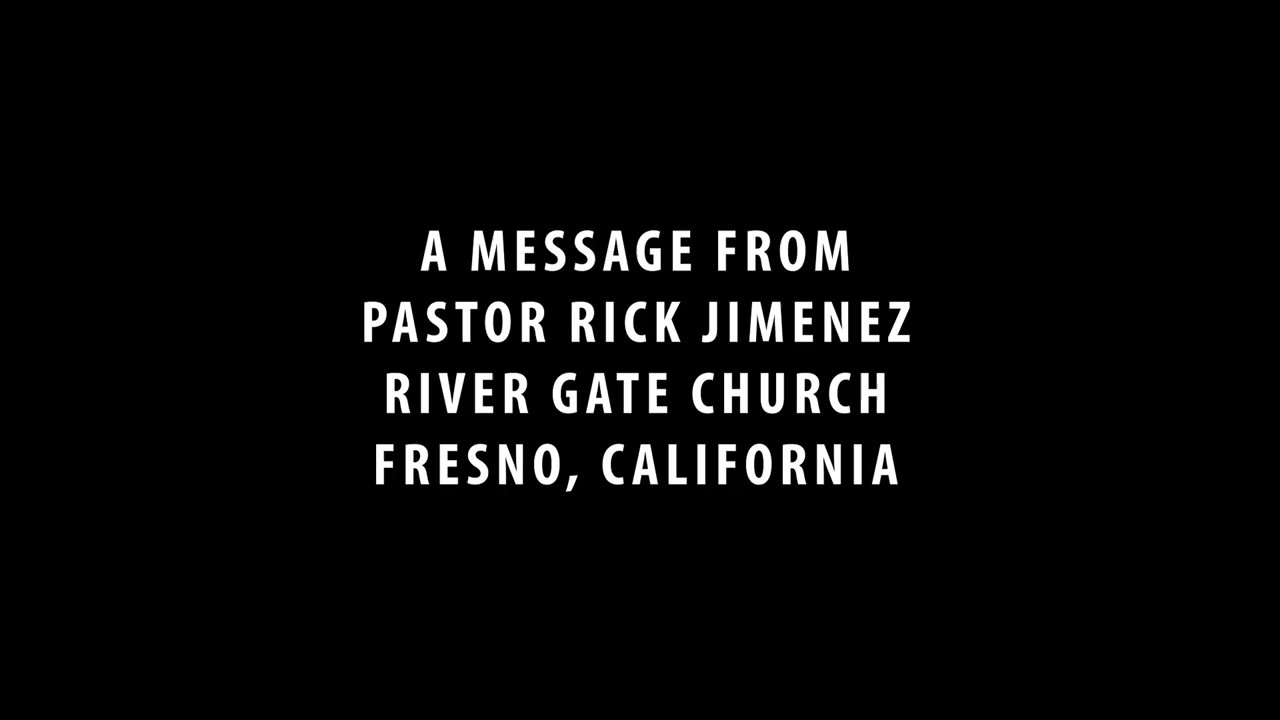 A MESSAGE FROM
PASTOR RICK JIMENEZ
RIVER GATE CHURCH
FRESNO, CALIFORNIA